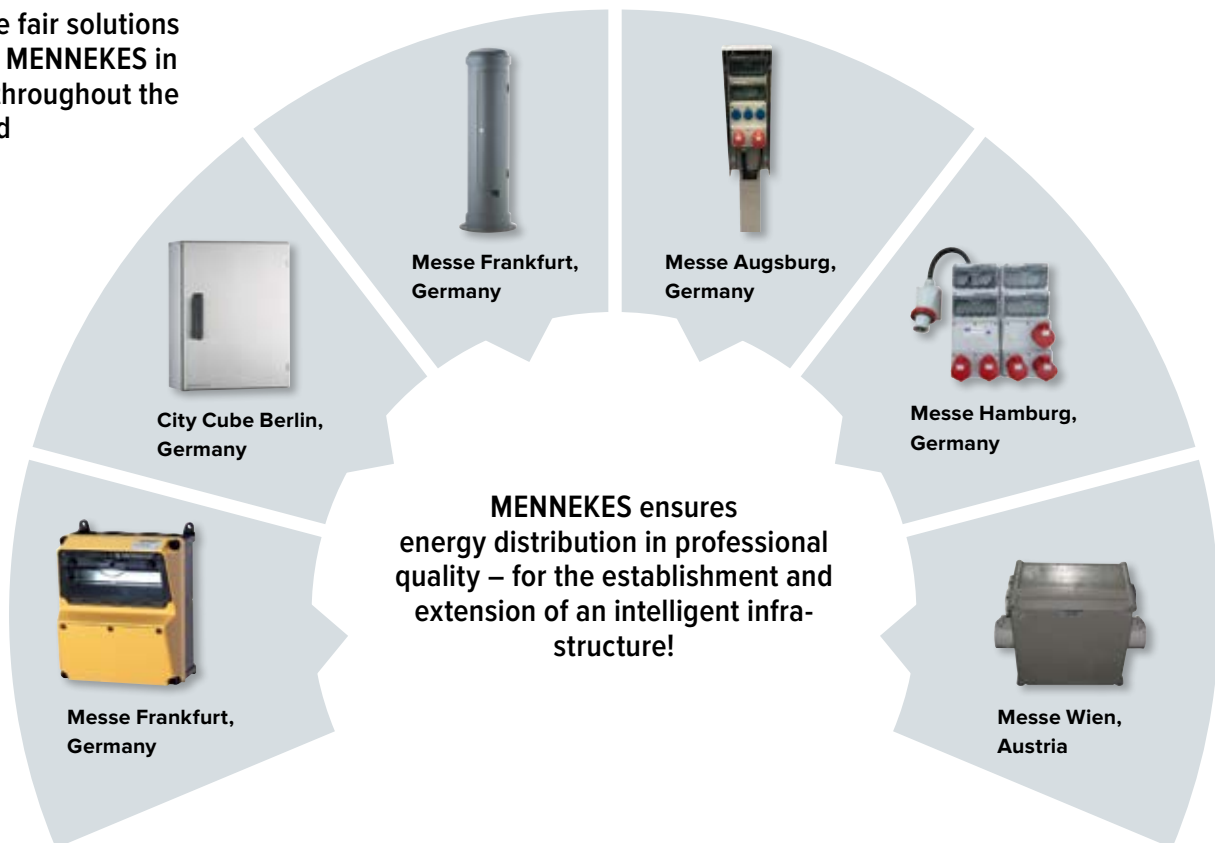 e fair solutions
MENNEKES in
throughout the
d
Messe Frankfurt,
Germany
Messe Augsburg,
Germany
City Cube Berlin,
Germany
Messe Hamburg,
Germany
MENNEKES ensures
energy distribution in professional
quality – for the establishment and
extension of an intelligent infra-
structure!
Messe Frankfurt,
Germany
Messe Wien,
Austria